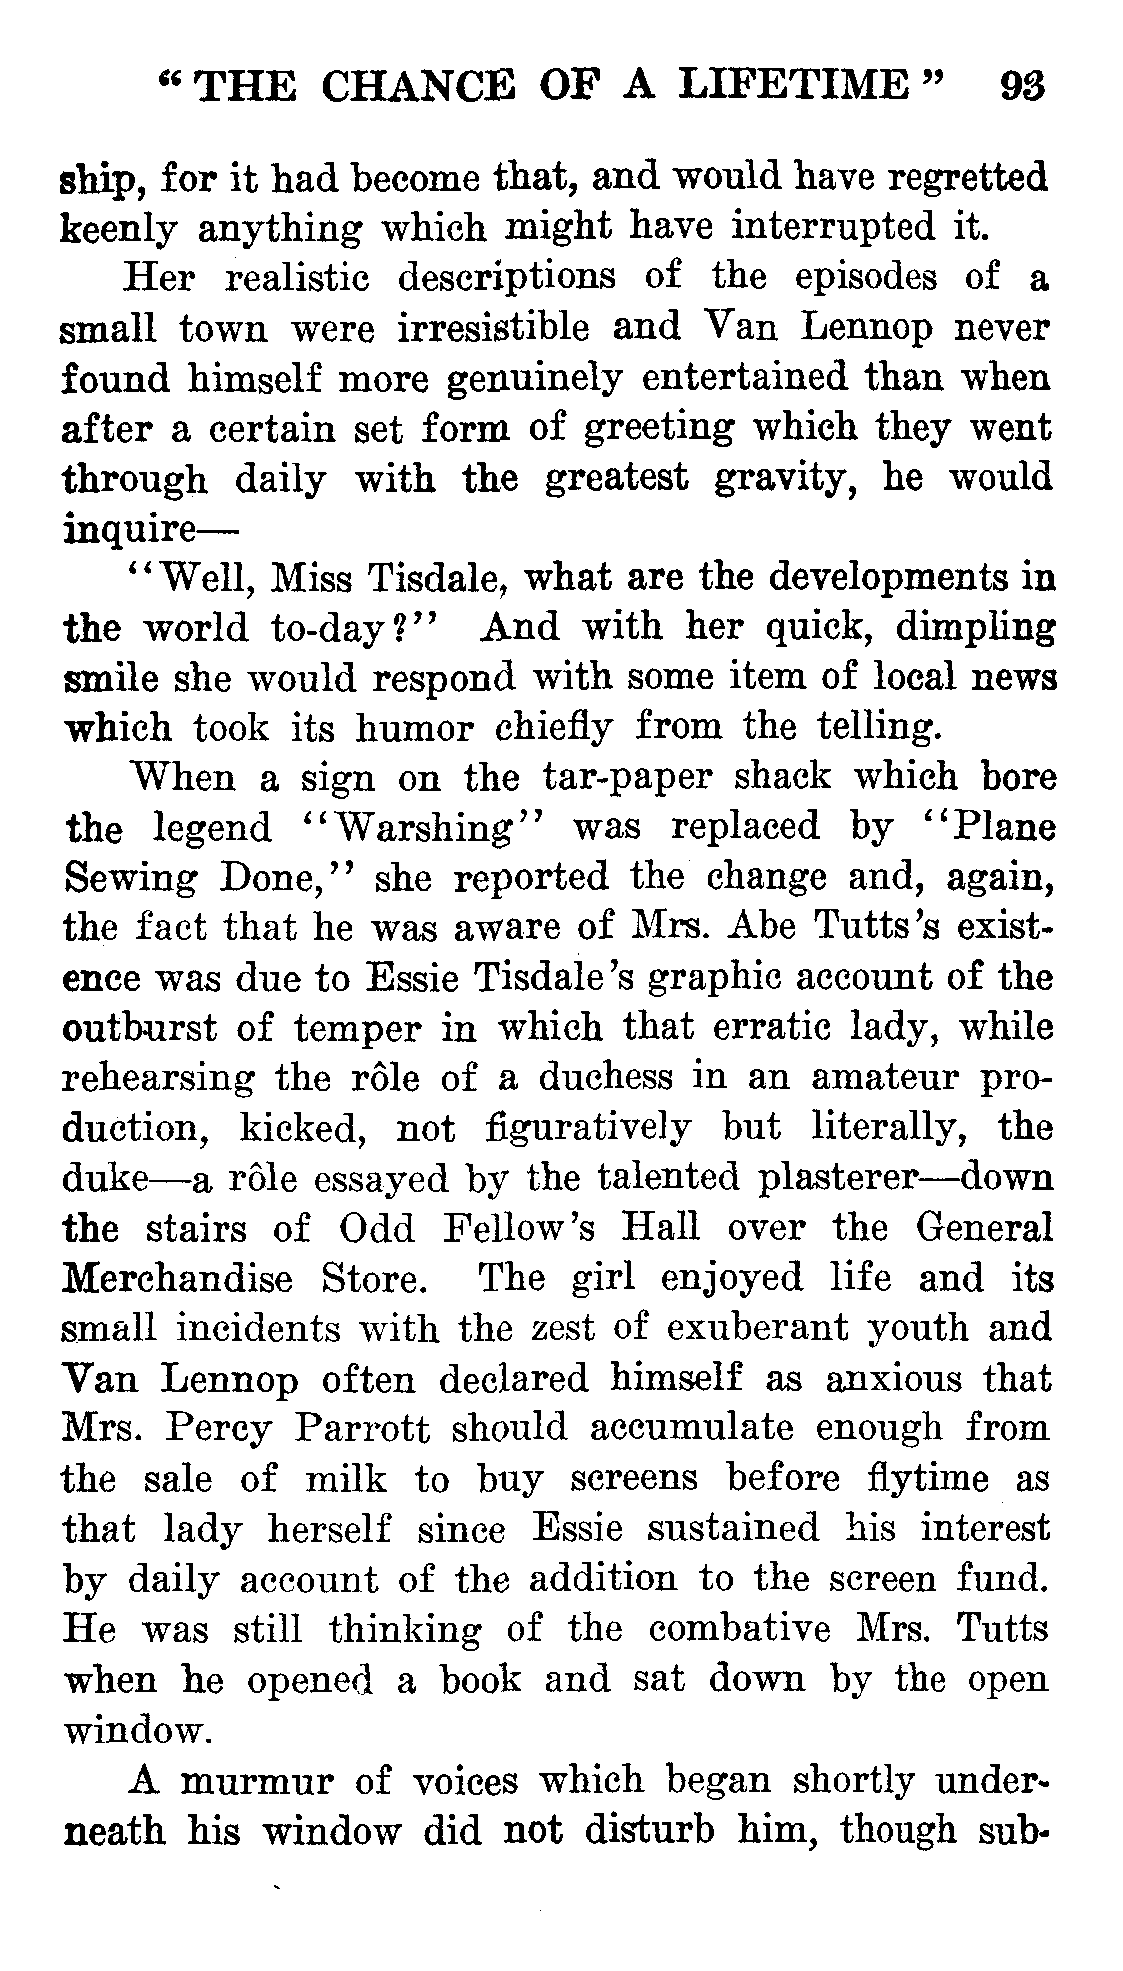 “ THE CHANCE OF A LIFETIME ” 93
ship, for it had become that, and would have regretted
keenly anything which might have interrupted it.
Her realistic descriptions of the episodes of a
small town were irresistible and Van Lennop never
found himself more genuinely entertained than when
after a certain set form of greeting which they went
through daily with the greatest gravity, he would
inquire—
“Well, Miss Tisdale, what are the developments in
the world to-day?” And with her quick, dimpling
smile she would respond with some item of local news
which took its humor chiefly from the telling.
When a sign on the tar-paper shack which bore
the legend “Warshing” was replaced by “Plane
Sewing Done,” she reported the change and, again,
the fact that he was aware of Mrs. Abe Tutts's exist-
ence was due to Essie Tisdale's graphic account of the
outburst of temper in which that erratic lady, while
rehearsing the rôle of a duchess in an amateur pro-
duction, kicked, not figuratively but literally, the
duke—a rôle essayed by the talented plasterer—down
the stairs of Odd Fellow's Hall over the General
Merchandise Store. The girl enjoyed life and its
small incidents with the zest of exuberant youth and
Van Lennop often declared himself as anxious that
Mrs. Percy Parrott should accumulate enough from
the sale of milk to buy screens before flytime as
that lady herself since Essie sustained his interest
by daily account of the addition to the screen fund.
He was still thinking of the combative Mrs. Tutts
when he opened a book and sat down by the open
window.
A murmur of voices which began shortly under-
neath his window did not disturb him, though sub-